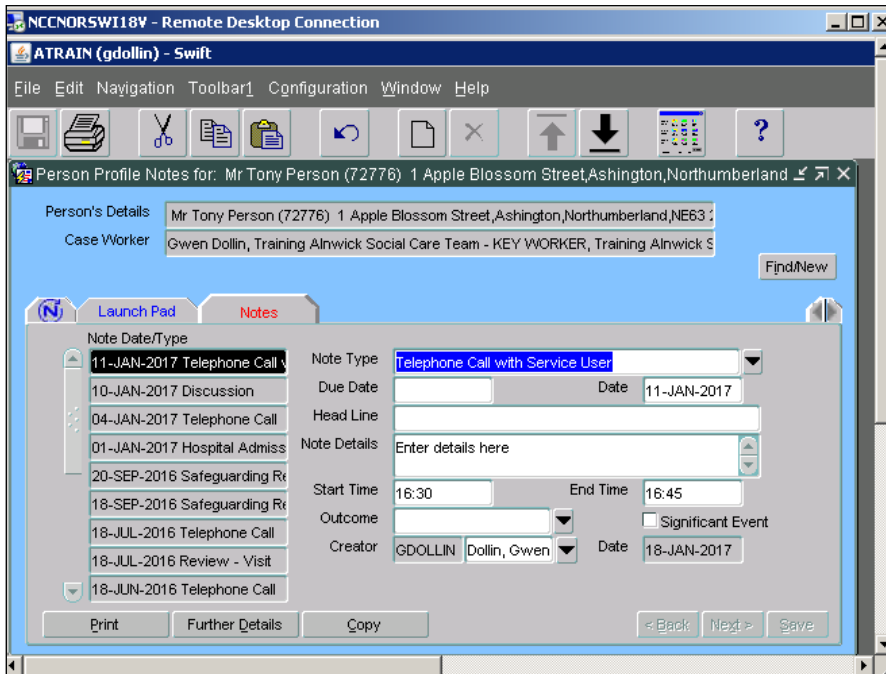 NCCNORSWI18V - Remote Desktop Connection
ATRAIN (gdollin) - Swift
File Edit Navigation Toolbar1 Configuration Window Help
?
Person Profile Notes for: Mr Tony Person (72776) 1 Apple Blossom Street,Ashington,Northumberland
Person's Details Mr Tony Person (72776) 1 Apple Blossom Street,Ashington,Northumberland,NE63
Case Worker Gwen Dollin, Training Alnwick Social Care Team - KEY WORKER, Training Alnwick S
Find/New
N Launch Pad Notes
Note Date/Type
11-JAN-2017 Telephone Call Note Type Telephone Call with Service User
10-JAN-2017 Discussion Due Date Date 11-JAN-2017
04-JAN-2017 Telephone Call Head Line
01-JAN-2017 Hospital Admiss Note Details Enter details here
20-SEP-2016 Safeguarding Re
18-SEP-2016 Safeguarding Re Start Time 16:30 End Time 16:45
18-JUL-2016 Telephone Call Outcome Significant Event
18-JUL-2016 Review - Visit Creator GDOLLIN Dollin, Gwen Date 18-JAN-2017
18-JUN-2016 Telephone Call
Print Further Details Copy < Back Next > Save